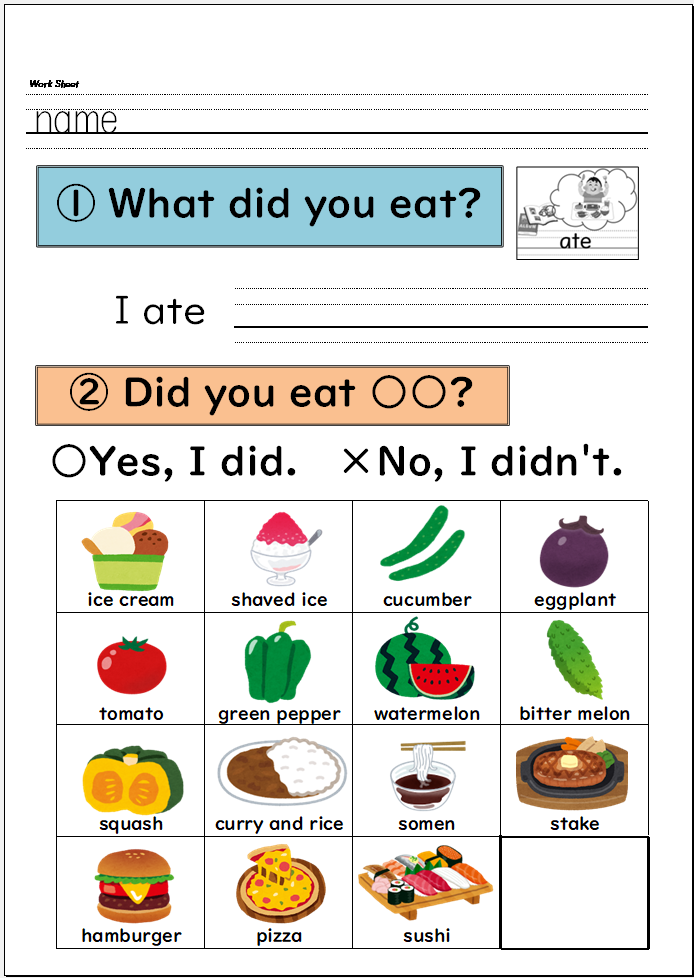 Work Sheet
name
① What did you eat?
ate
I ate
② Did you eat ○○?
○Yes, I did. ×No, I didn't.
ice cream shaved ice cucumber eggplant
tomato green pepper watermelon bitter melon
squash curry and rice somen stake
hamburger pizza sushi